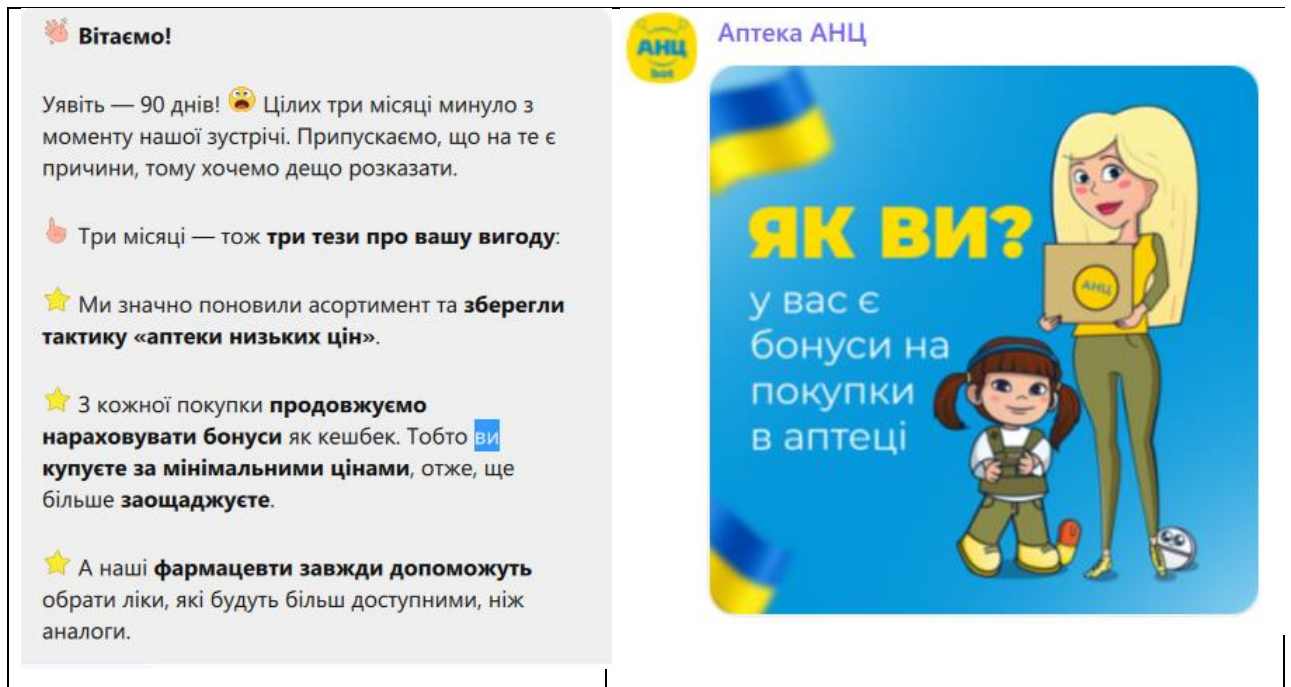 Вітаємо!
Уявіть — 90 днів! Цілих три місяці минуло з
моменту нашої зустрічі. Припускаємо, що на те є
причини, тому хочемо дещо розказати.
Три місяці — тож три тези про вашу вигоду:
Ми значно поновили асортимент та зберегли
тактику «аптеки низьких цін».
З кожної покупки продовжуємо
нараховувати бонуси як кешбек. Тобто ви
купуєте за мінімальними цінами, отже, ще
більше заощаджуєте.
А наші фармацевти завжди допоможуть
обрати ліки, які будуть більш доступними, ніж
аналоги.
АНЦ
bot
Аптека АНЦ
ЯК ВИ?
у вас є
бонуси на
покупки
в аптеці
АНЦ